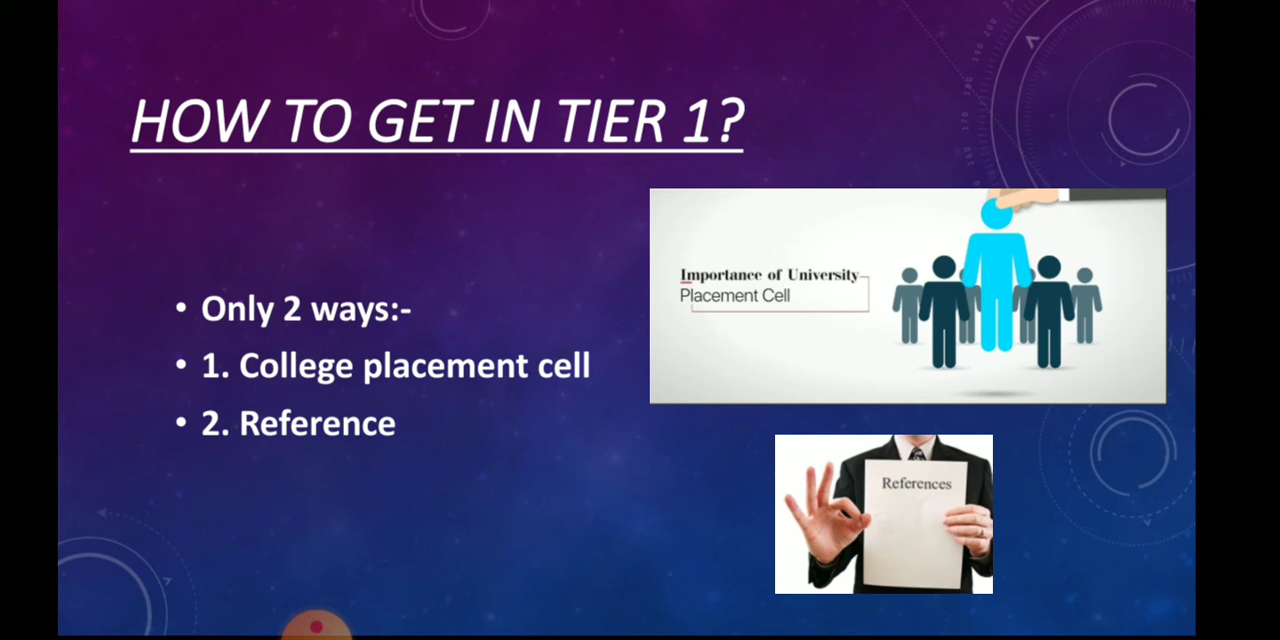 HOW TO GET IN TIER 1?
• Only 2 ways:-
• 1. College placement cell
• 2. Reference
Importance of University
Placement Cell
References